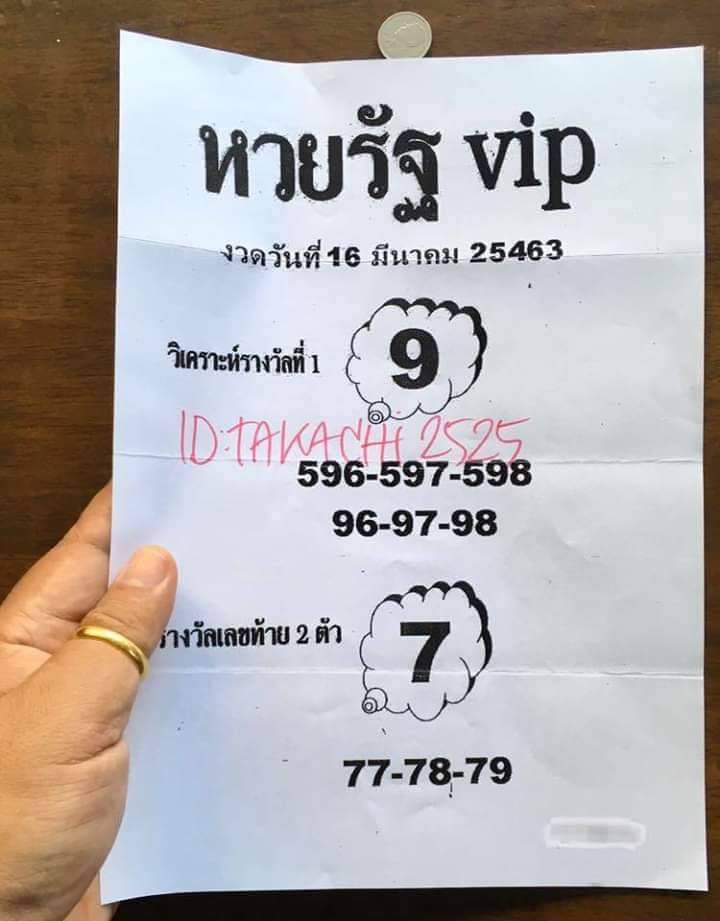 หวยรัฐ vip
งวดวันที่ 16 มีนาคม 25463
วิเคราะห์รางวัลที่ 1
9
ID:TAKACHI 2525
596-597-598
96-97-98
รางวัลเลขท้าย 2 ตัว
7
77-78-79